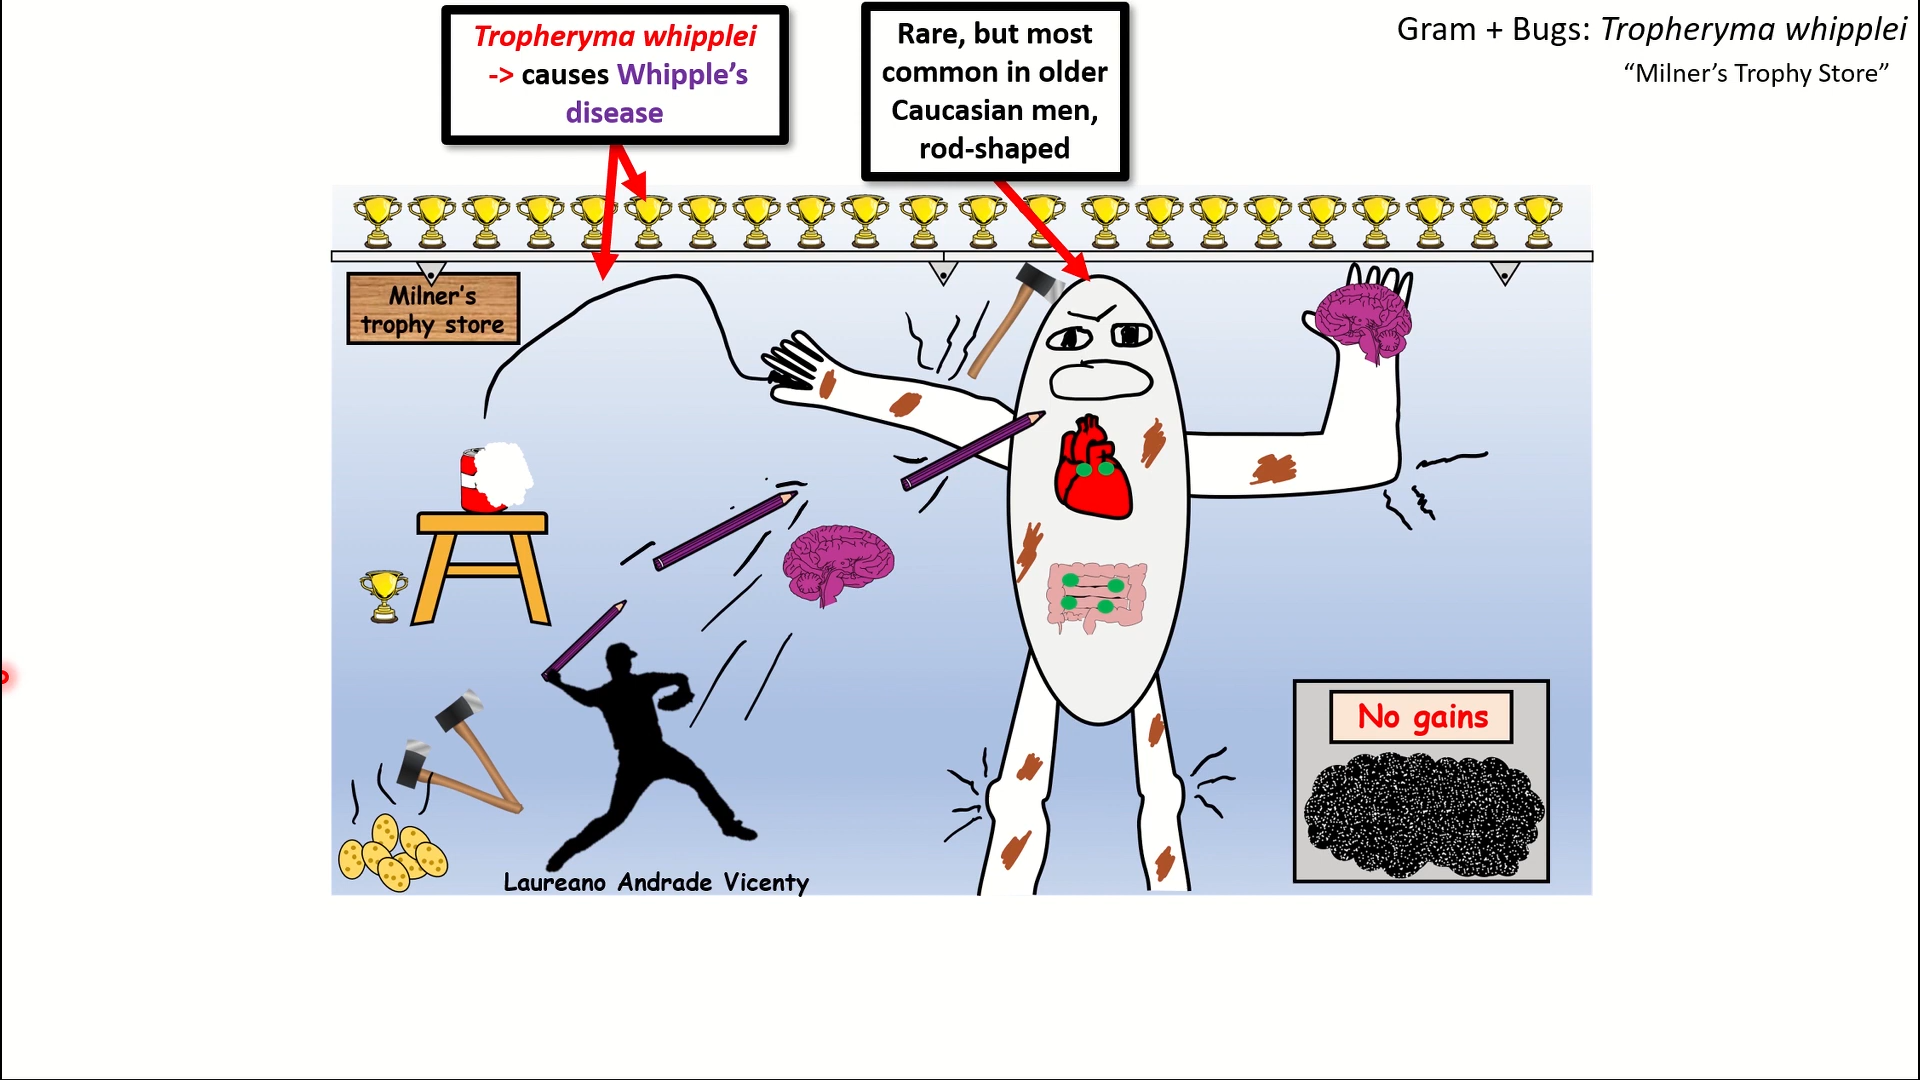 Gram + Bugs: Tropheryma whipplei
“Milner’s Trophy Store”
Tropheryma whipplei
-> causes Whipple’s
disease
Rare, but most
common in older
Caucasian men,
rod-shaped
Milner's
trophy store
No gains
Laureano Andrade Vicenty